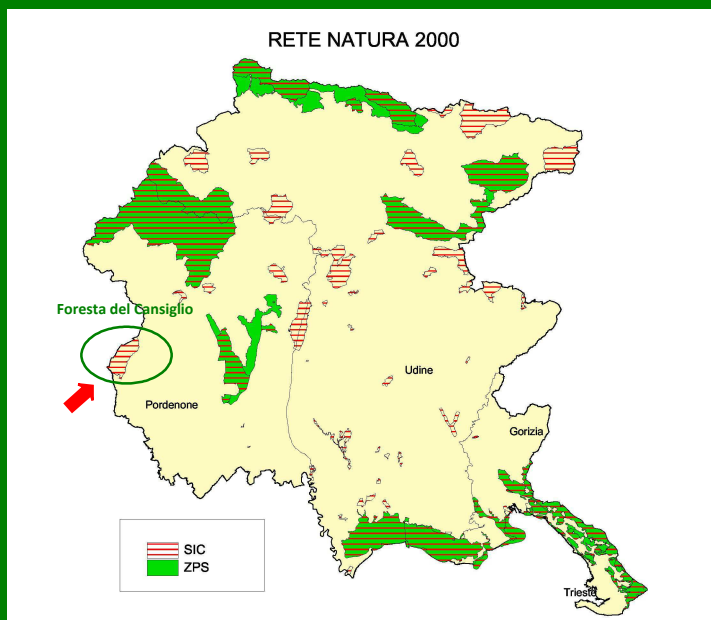 RETE NATURA 2000
Foresta del Cansiglio
Udine
Pordenone
Gorizia
SIC
ZPS
Trieste